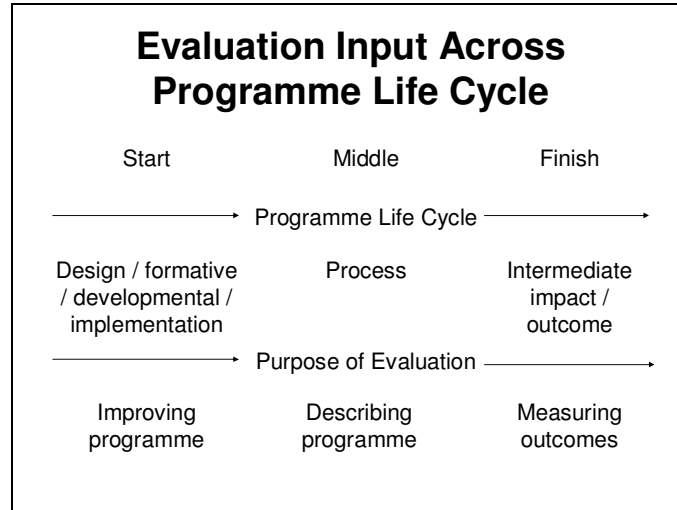 Evaluation Input Across
Programme Life Cycle
Start Middle Finish
Programme Life Cycle
Design / formative Process Intermediate
/ developmental / impact /
implementation outcome
Purpose of Evaluation
Improving Describing Measuring
programme programme outcomes